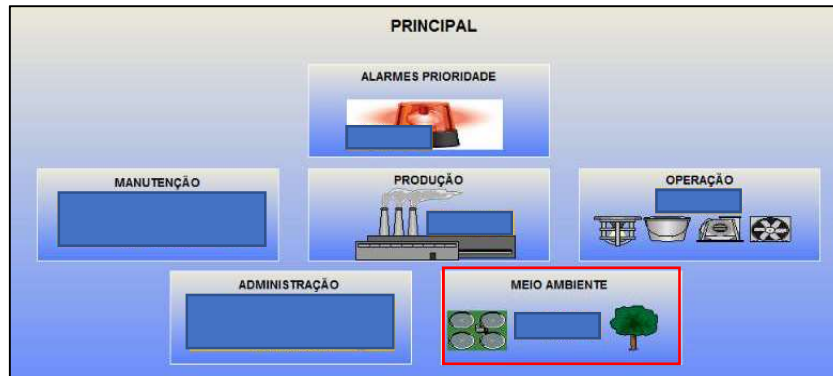 PRINCIPAL
ALARMES PRIORIDADE
MANUTENÇÃO
PRODUÇÃO
OPERAÇÃO
ADMINISTRAÇÃO
MEIO AMBIENTE